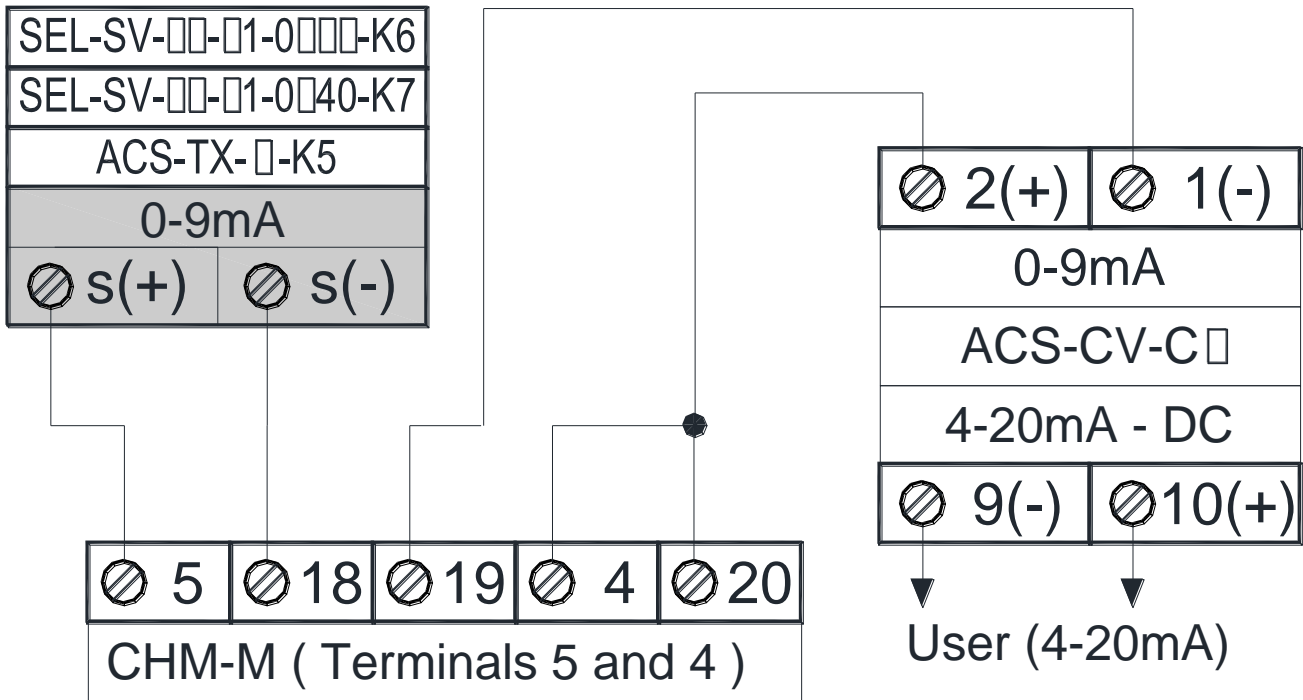 SEL-SV-▯▯-▯1-0▯▯▯-K6
SEL-SV-▯▯-▯1-0▯40-K7
ACS-TX-▯-K5
0-9mA
s(+) s(-)
2(+) 1(-)
0-9mA
ACS-CV-C▯
4-20mA - DC
9(-) 10(+)
User (4-20mA)
5 18 19 4 20
CHM-M ( Terminals 5 and 4 )